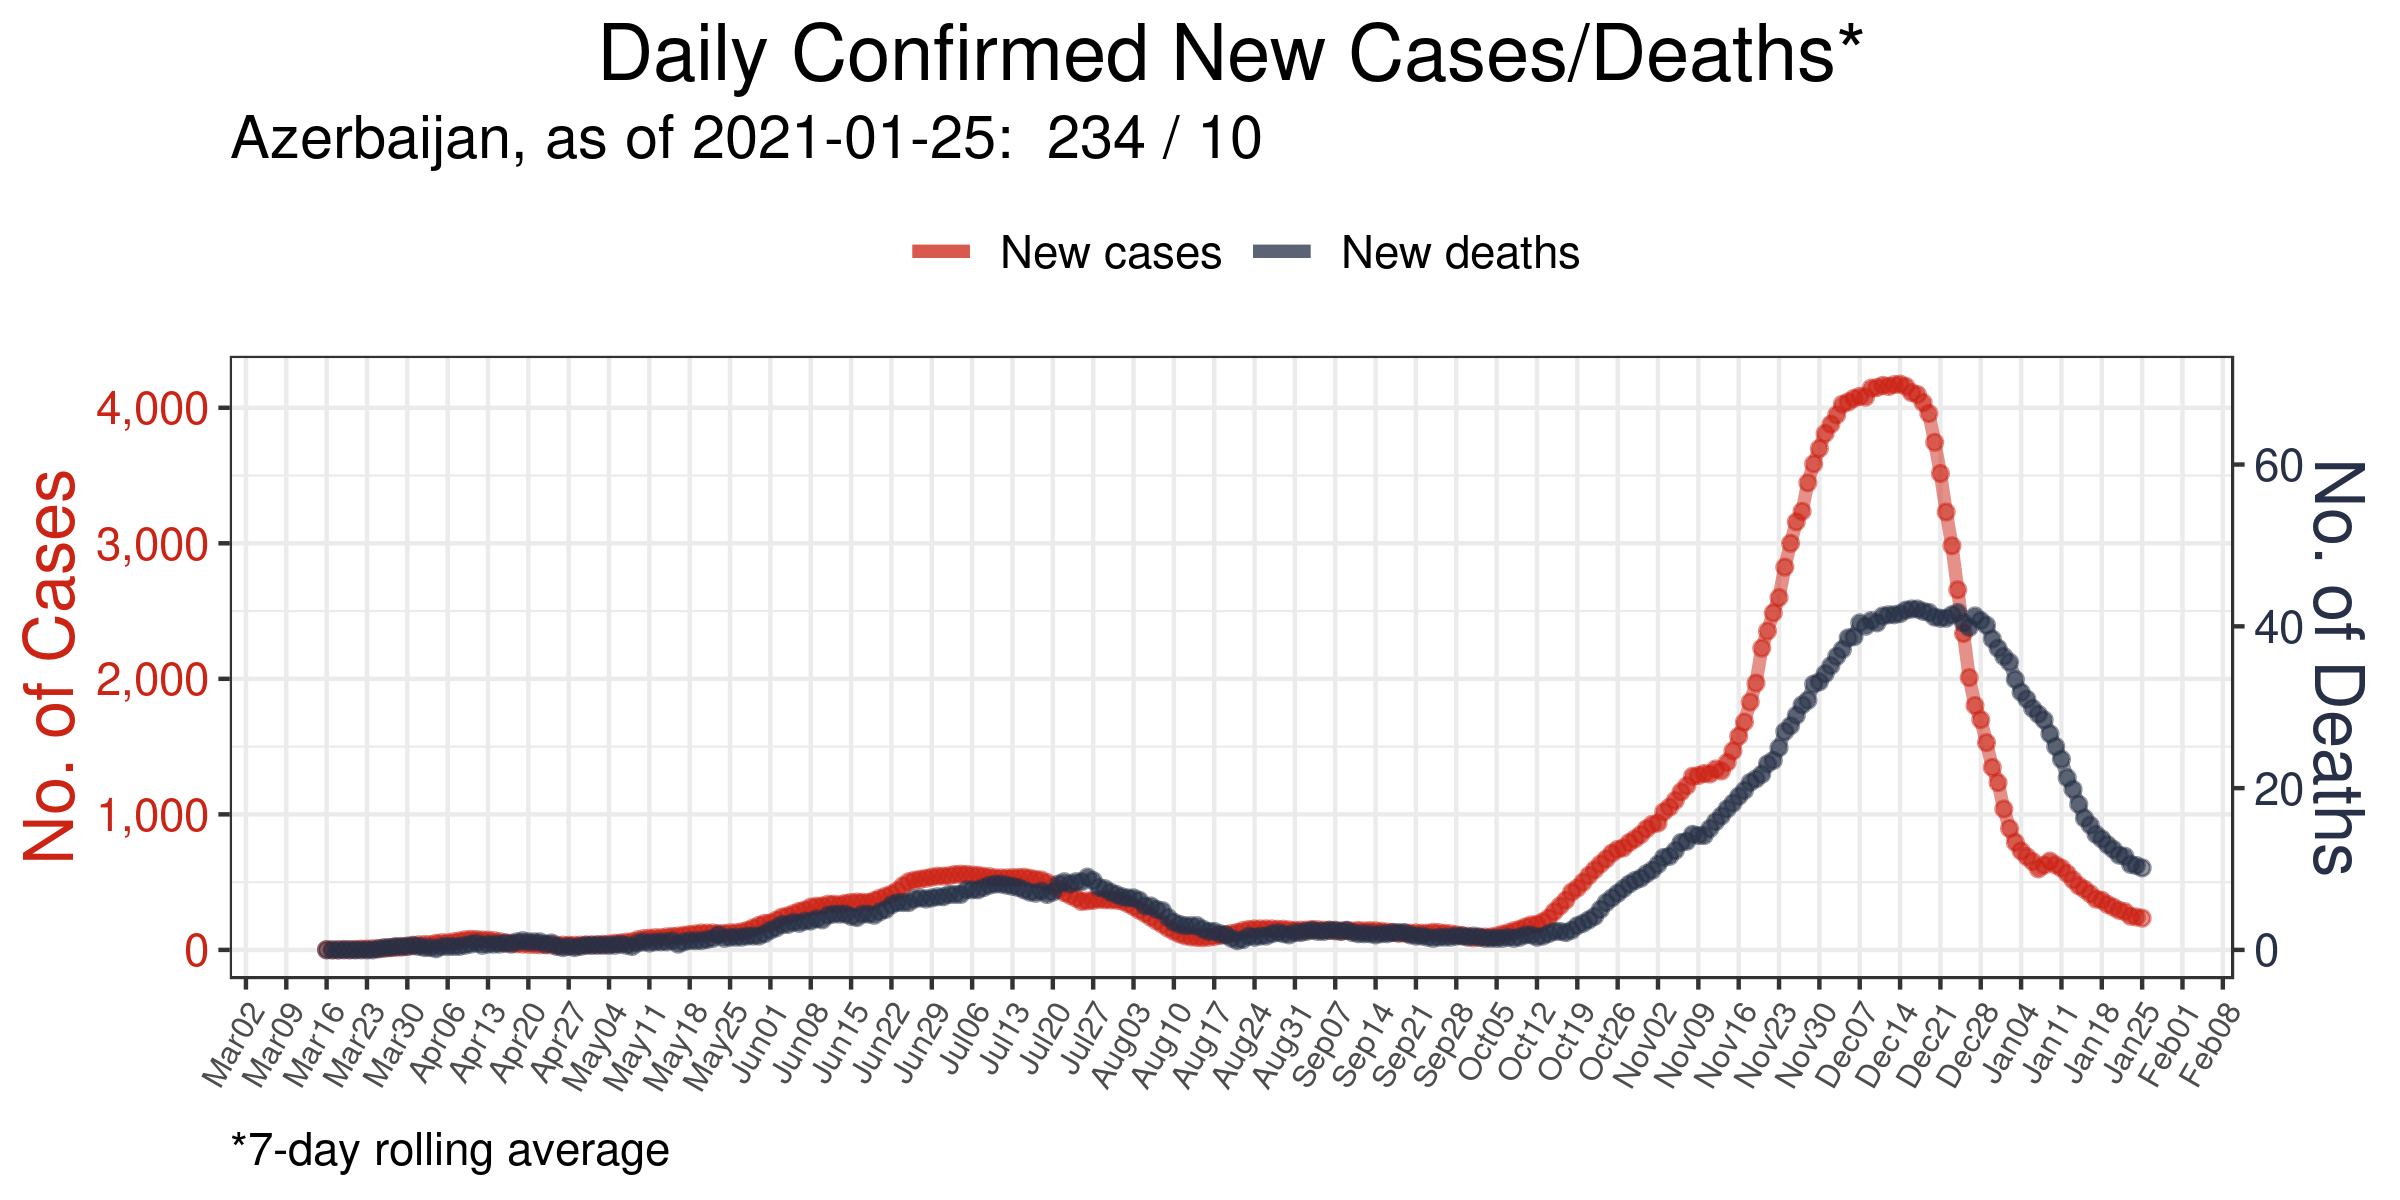 Daily Confirmed New Cases/Deaths*
Azerbaijan, as of 2021-01-25:  234 / 10
New cases
New deaths
No. of Cases
4,000
3,000
2,000
1,000
0
60
40
20
0
No. of Deaths
Mar02
Mar09
Mar16
Mar23
Mar30
Apr06
Apr13
Apr20
Apr27
May04
May11
May18
May25
Jun01
Jun08
Jun15
Jun22
Jun29
Jul06
Jul13
Jul20
Jul27
Aug03
Aug10
Aug17
Aug24
Aug31
Sep07
Sep14
Sep21
Sep28
Oct05
Oct12
Oct19
Oct26
Nov02
Nov09
Nov16
Nov23
Nov30
Dec07
Dec14
Dec21
Dec28
Jan04
Jan11
Jan18
Jan25
Feb01
Feb08
*7-day rolling average